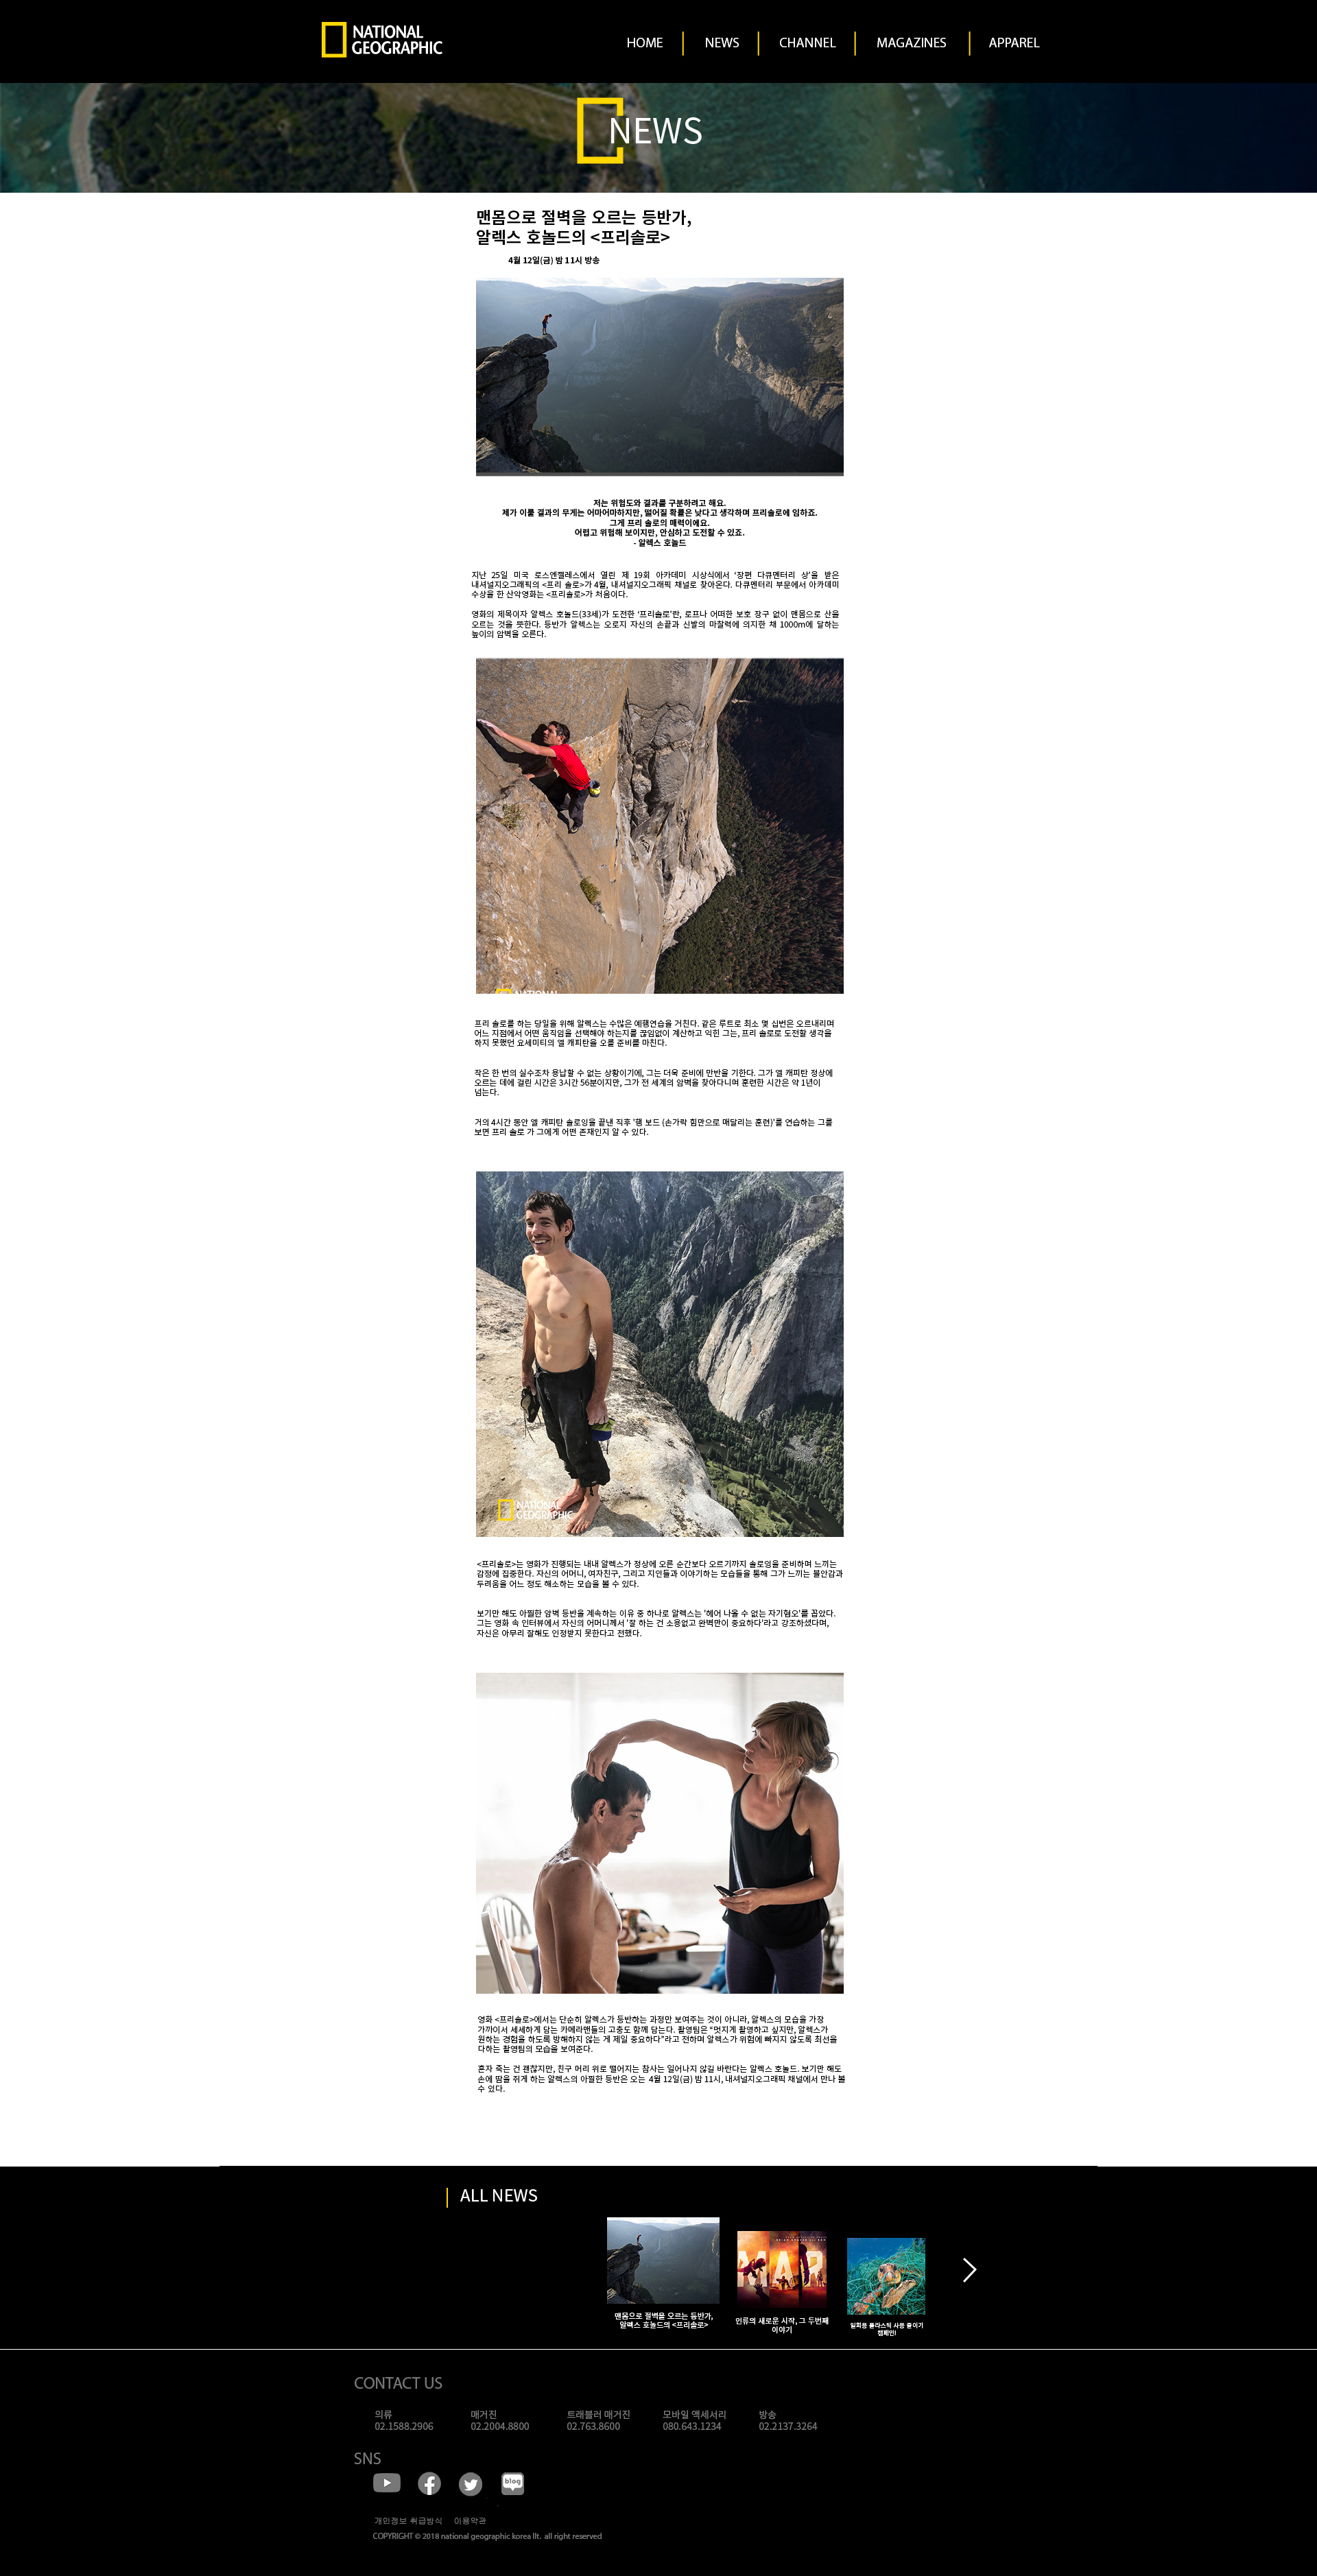 NATIONAL
GEOGRAPHIC
HOME
NEWS
CHANNEL
MAGAZINES
APPAREL
NEWS
맨몸으로 절벽을 오르는 등반가,
알렉스 호놀드의 <프리솔로>
4월 12일(금) 밤 11시 방송
저는 위험도와 결과를 구분하려고 해요.
제가 이룰 결과의 무게는 어마어마하지만, 떨어질 확률은 낮다고 생각하며 프리솔로에 임하죠.
그게 프리 솔로의 매력이에요.
어렵고 위험해 보이지만, 안심하고 도전할 수 있죠.
- 알렉스 호놀드
지난 25일 미국 로스엔젤레스에서 열린 제 19회 아카데미 시상식에서 '장편 다큐멘터리 상'을 받은
내셔널지오그래픽의 <프리 솔로>가 4월, 내셔널지오그래픽 채널로 찾아온다. 다큐멘터리 부문에서 아카데미
수상을 한 산악영화는 <프리솔로>가 처음이다.
영화의 제목이자 알렉스 호놀드(33세)가 도전한 '프리솔로'란, 로프나 어떠한 보호 장구 없이 맨몸으로 산을
오르는 것을 뜻한다. 등반가 알렉스는 오로지 자신의 손끝과 신발의 마찰력에 의지한 채 1000m에 달하는
높이의 암벽을 오른다.
NATIONAL
프리 솔로를 하는 당일을 위해 알렉스는 수많은 예행연습을 거친다. 같은 루트로 최소 몇 십번은 오르내리며
어느 지점에서 어떤 움직임을 선택해야 하는지를 끊임없이 계산하고 익힌 그는, 프리 솔로로 도전할 생각을
하지 못했던 요세미티의 엘 캐피탄을 오를 준비를 마친다.
작은 한 번의 실수조차 용납할 수 없는 상황이기에, 그는 더욱 준비에 만반을 기한다. 그가 엘 캐피탄 정상에
오르는 데에 걸린 시간은 3시간 56분이지만, 그가 전 세계의 암벽을 찾아다니며 훈련한 시간은 약 1년이
넘는다.
거의 4시간 동안 엘 캐피탄 솔로잉을 끝낸 직후 '행 보드 (손가락 힘만으로 매달리는 훈련)'를 연습하는 그를
보면 프리 솔로 가 그에게 어떤 존재인지 알 수 있다.
NATIONAL
GEOGRAPHIC
<프리솔로>는 영화가 진행되는 내내 알렉스가 정상에 오른 순간보다 오르기까지 솔로잉을 준비하며 느끼는
감정에 집중한다. 자신의 어머니, 여자친구, 그리고 지인들과 이야기하는 모습들을 통해 그가 느끼는 불안감과
두려움을 어느 정도 해소하는 모습을 볼 수 있다.
보기만 해도 아찔한 암벽 등반을 계속하는 이유 중 하나로 알렉스는 '헤어 나올 수 없는 자기혐오'를 꼽았다.
그는 영화 속 인터뷰에서 자신의 어머니께서 '잘 하는 건 소용없고 완벽만이 중요하다'라고 강조하셨다며,
자신은 아무리 잘해도 인정받지 못한다고 전했다.
영화 <프리솔로>에서는 단순히 알렉스가 등반하는 과정만 보여주는 것이 아니라, 알렉스의 모습을 가장
가까이서 세세하게 담는 카메라맨들의 고충도 함께 담는다. 촬영팀은 "멋지게 촬영하고 싶지만, 알렉스가
원하는 경험을 하도록 방해하지 않는 게 제일 중요하다"라고 전하며 알렉스가 위험에 빠지지 않도록 최선을
다하는 촬영팀의 모습을 보여준다.
혼자 죽는 건 괜찮지만, 친구 머리 위로 떨어지는 참사는 일어나지 않길 바란다는 알렉스 호놀드. 보기만 해도
손에 땀을 쥐게 하는 알렉스의 아찔한 등반은 오는 4월 12일(금) 밤 11시, 내셔널지오그래픽 채널에서 만나 볼
수 있다.
ALL NEWS
MAR
맨몸으로 절벽을 오르는 등반가,
알렉스 호놀드의 <프리솔로>
인류의 새로운 시작, 그 두번째
이야기
일회용 플라스틱 사용 줄이기
캠페인!
CONTACT US
의류
02.1588.2906
매거진
02.2004.8800
트래블러 매거진
02.763.8600
모바일 액세서리
080.643.1234
방송
02.2137.3264
SNS
blog
개인정보 취급방식 이용약관
COPYRIGHT © 2018 national geographic korea llt. all right reserved